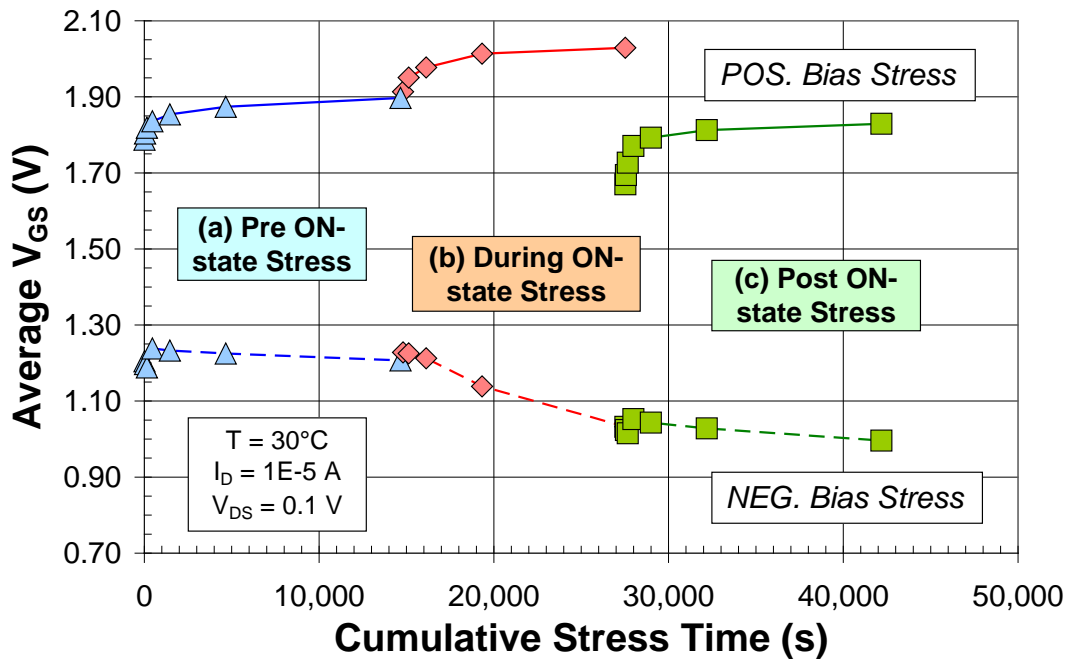 2.10
1.90
1.70
1.50
1.30
1.10
0.90
0.70
Average VGS (V)
POS. Bias Stress
(a) Pre ON-
state Stress
(b) During ON-
state Stress
(c) Post ON-
state Stress
T = 30°C
ID = 1E-5 A
VDS = 0.1 V
NEG. Bias Stress
0
10,000
20,000
30,000
40,000
50,000
Cumulative Stress Time (s)